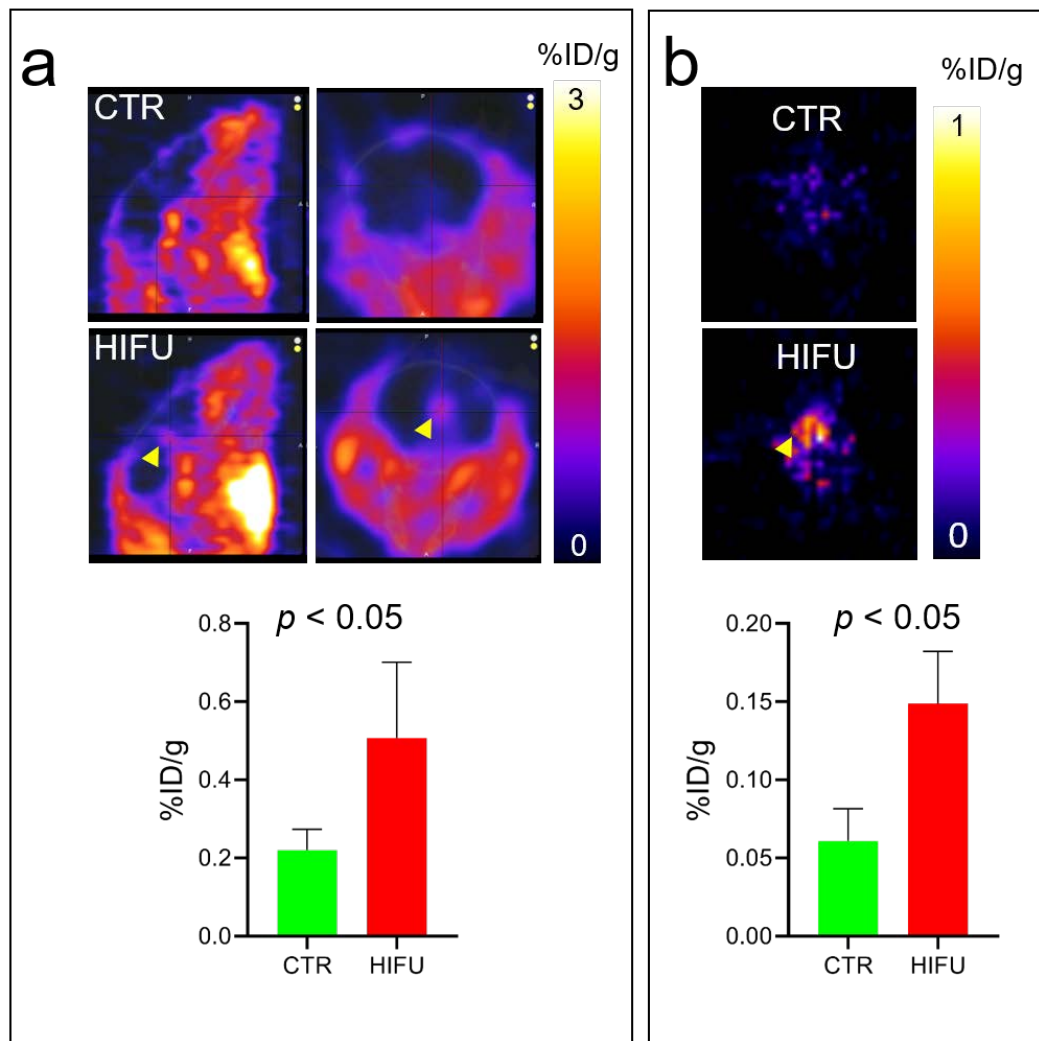 a
%ID/g
CTR
3
HIFU
0
p < 0.05
0.8
0.6
0.4
0.2
0.0
%ID/g
CTR HIFU
b
%ID/g
CTR
1
HIFU
0
p < 0.05
0.20
0.15
0.10
0.05
0.00
%ID/g
CTR HIFU